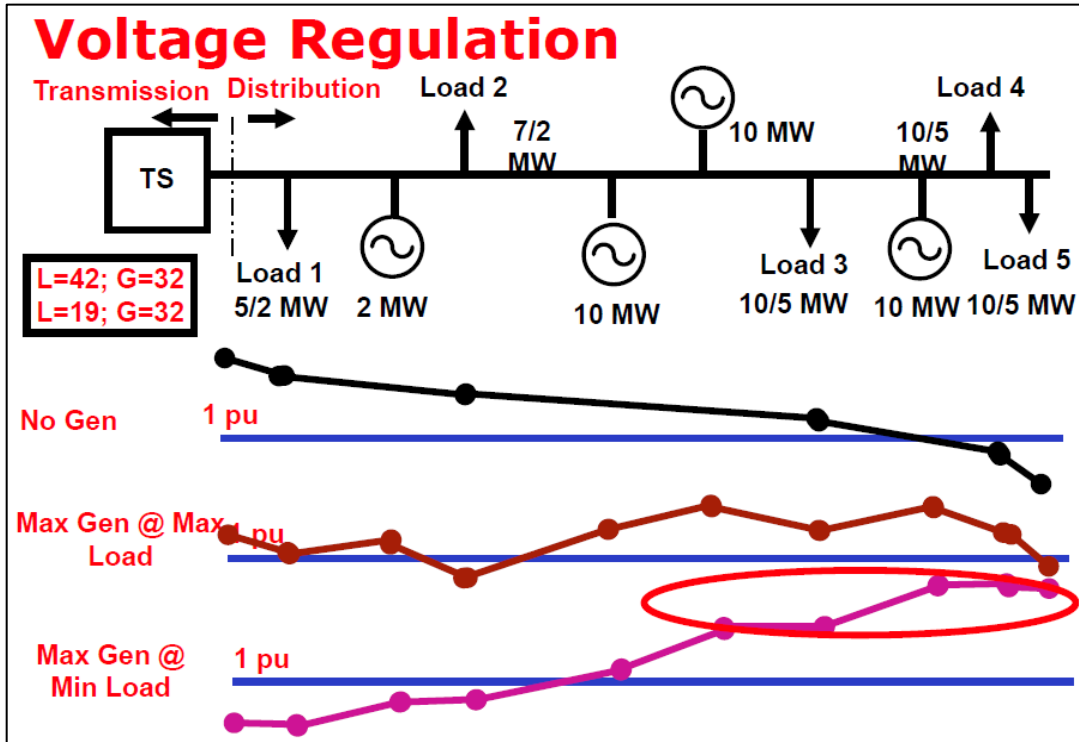 Voltage Regulation
Transmission
Distribution
Load 2
Load 4
7/2
MW
10 MW
10/5
MW
TS
Load 1
5/2 MW
2 MW
10 MW
Load 3
10/5 MW
10 MW
Load 5
10/5 MW
L=42; G=32
L=19; G=32
No Gen
1 pu
Max Gen @ Max
Load
1 pu
Max Gen @
Min Load
1 pu